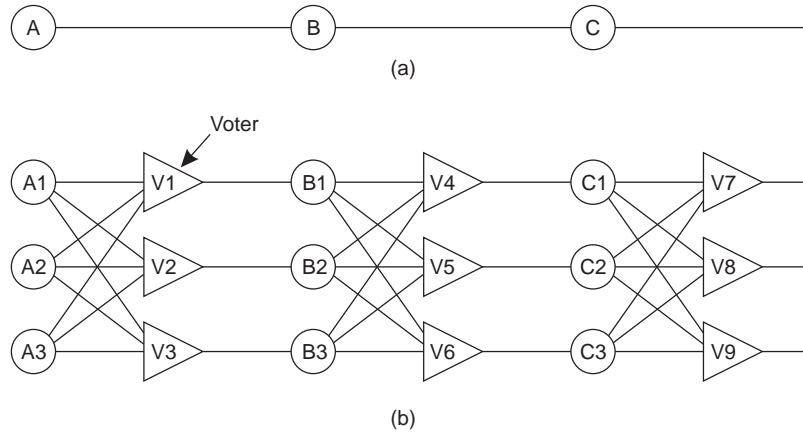 A B C
(a)
Voter
A1 V1 B1 V4 C1 V7
A2 V2 B2 V5 C2 V8
A3 V3 B3 V6 C3 V9
(b)